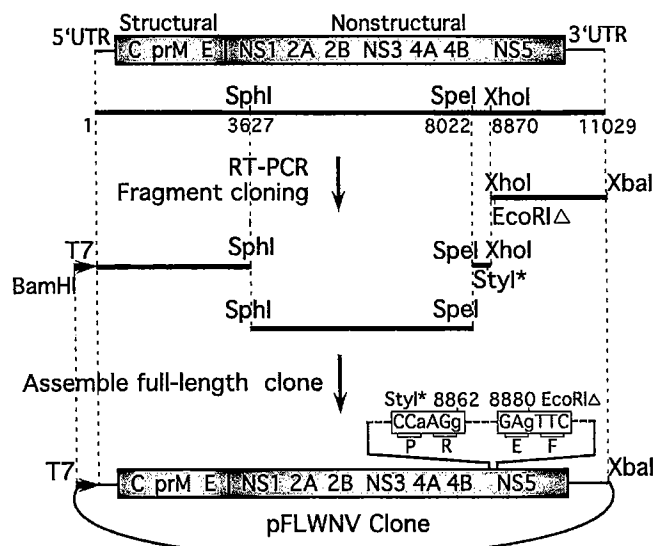 Structural Nonstructural
5'UTR 3'UTR
C prM E NS1 2A 2B NS3 4A 4B NS5
SphI SpeI XhoI
1 3627 8022 8870 11029
RT-PCR
Fragment cloning
XhoI XbaI
EcoRI△
T7 SphI SpeI XhoI
BamHI StyI*
SphI SpeI
Assemble full-length clone
StyI* 8862 8880 EcoRI△
CCaAGg GAgTTC
P R E F
T7 XbaI
C prM E NS1 2A 2B NS3 4A 4B NS5
pFLWNV Clone